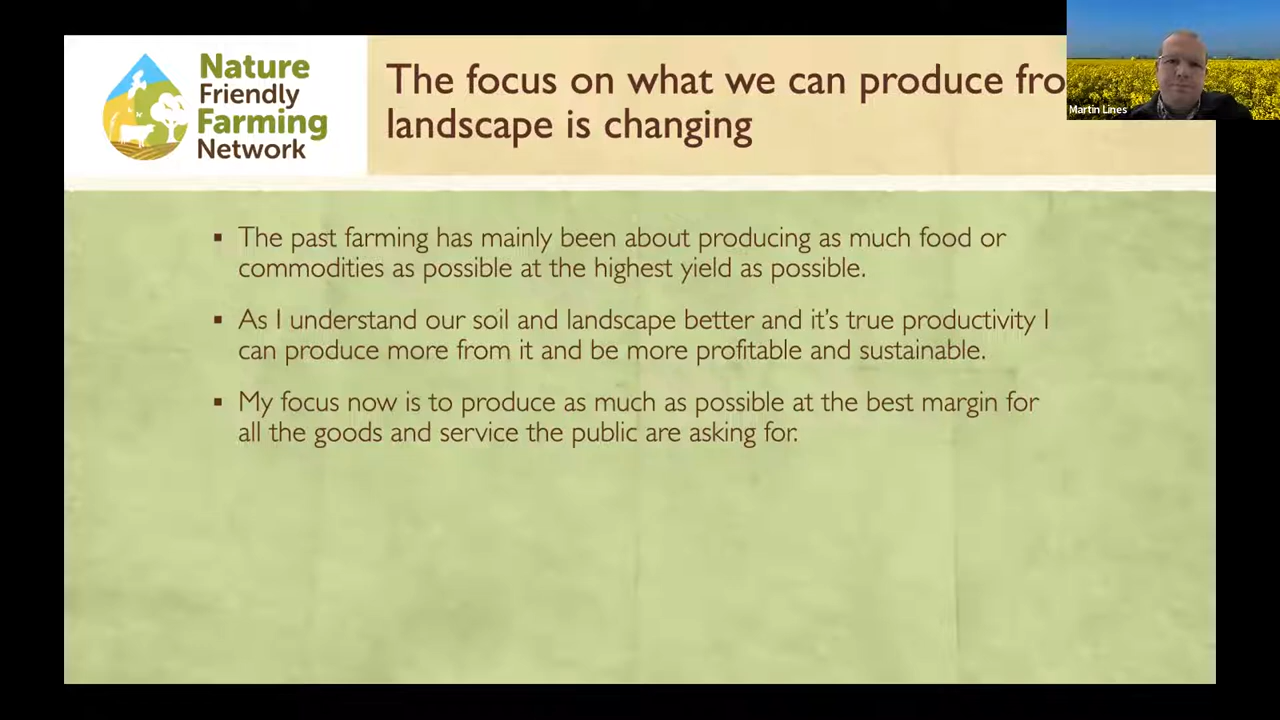 Nature
Friendly
Farming
Network
The focus on what we can produce fro
landscape is changing
Martin Lines
▪ The past farming has mainly been about producing as much food or
commodities as possible at the highest yield as possible.
▪ As I understand our soil and landscape better and it's true productivity I
can produce more from it and be more profitable and sustainable.
▪ My focus now is to produce as much as possible at the best margin for
all the goods and service the public are asking for.